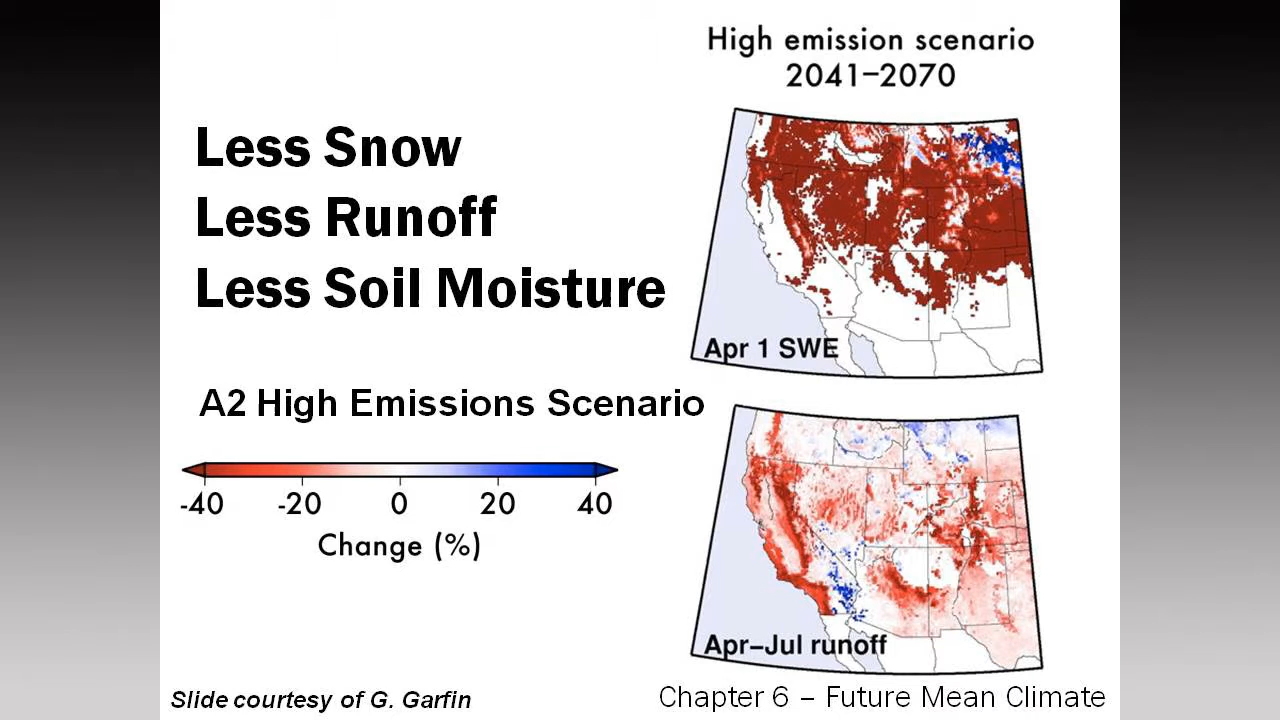 High emission scenario
2041–2070
Less Snow
Less Runoff
Less Soil Moisture
Apr 1 SWE
A2 High Emissions Scenario
-40 -20 0 20 40
Change (%)
Apr–Jul runoff
Slide courtesy of G. Garfin
Chapter 6 – Future Mean Climate